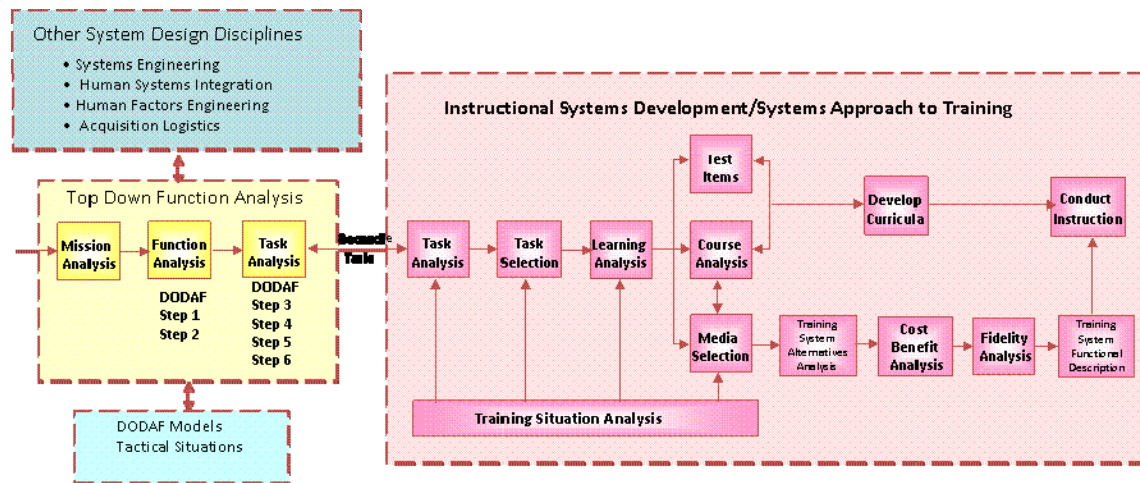 Other System Design Disciplines
• Systems Engineering
• Human Systems Integration
• Human Factors Engineering
• Acquisition Logistics
Top Down Function Analysis
Mission
Analysis
Function
Analysis
Task
Analysis
DODAF
Step 1
Step 2
DODAF
Step 3
Step 4
Step 5
Step 6
DODAF Models
Tactical Situations
Tasks
Instructional Systems Development/Systems Approach to Training
Task
Analysis
Task
Selection
Learning
Analysis
Test
Items
Course
Analysis
Media
Selection
Develop
Curricula
Conduct
Instruction
Training
System
Alternatives
Analysis
Cost
Benefit
Analysis
Fidelity
Analysis
Training
System
Functional
Description
Training Situation Analysis